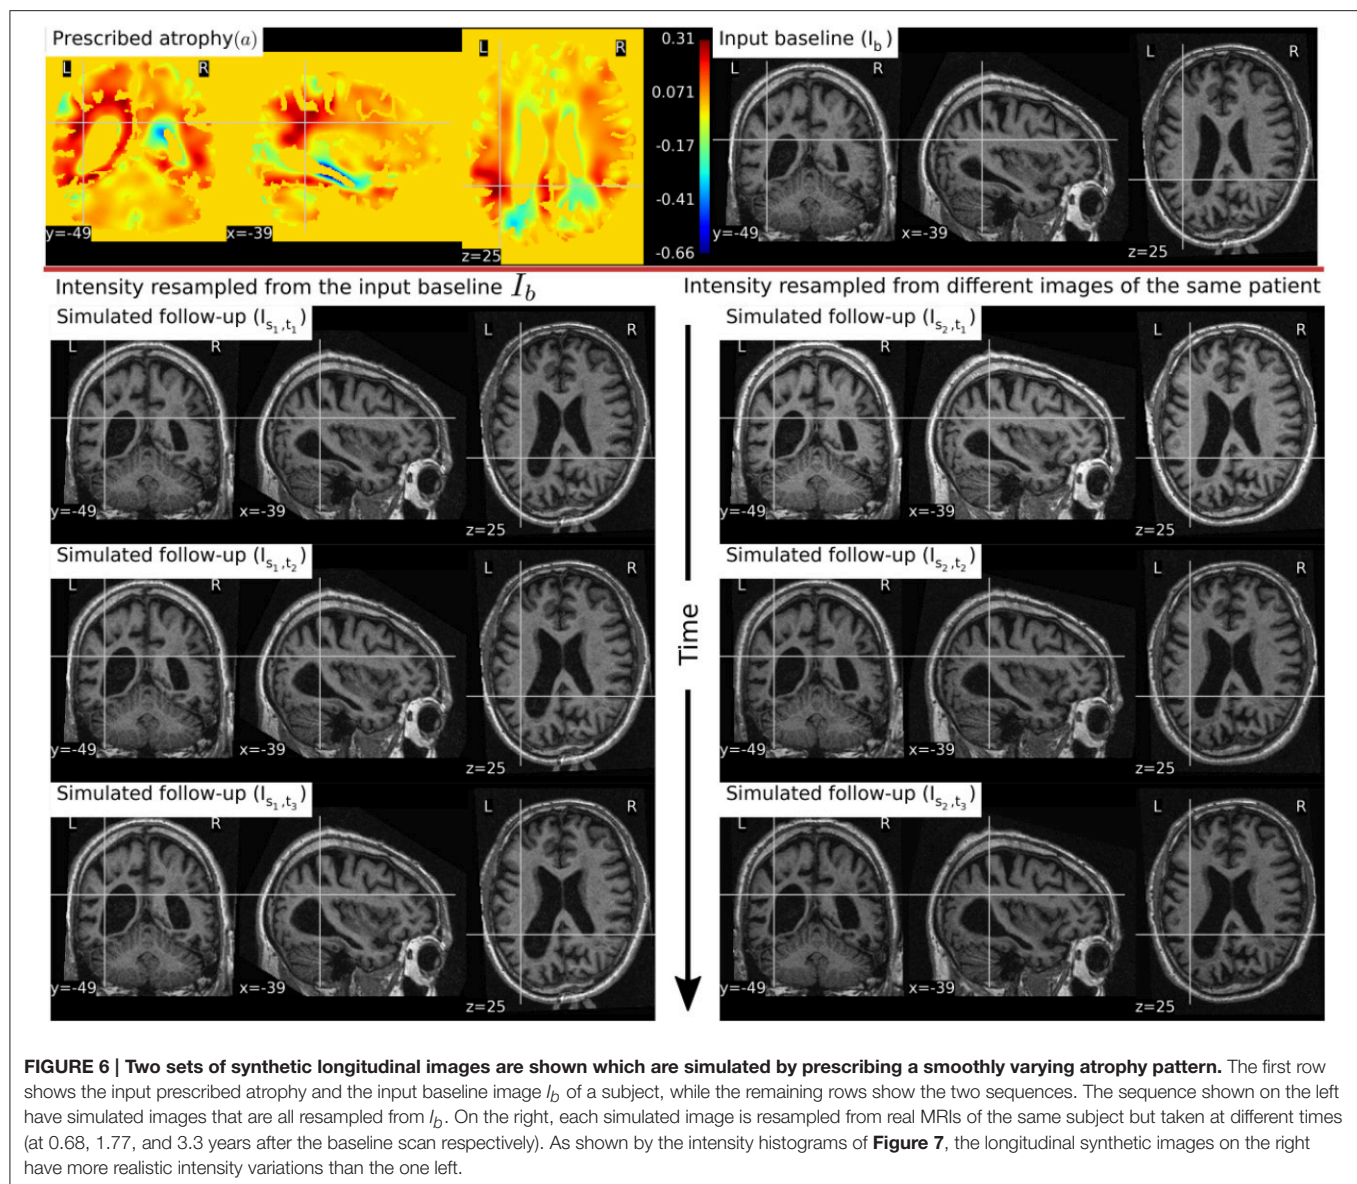 Prescribed atrophy(a)
L R
L R
y=-49
x=-39
z=25
0.31
0.071
-0.17
-0.41
-0.66
Input baseline (I_b)
L R
L R
y=-49
x=-39
z=25
Intensity resampled from the input baseline I_b
Intensity resampled from different images of the same patient
Simulated follow-up (I_s₁,t₁)
L R
L R
y=-49
x=-39
z=25
Simulated follow-up (I_s₂,t₁)
L R
L R
y=-49
x=-39
z=25
Simulated follow-up (I_s₁,t₂)
L R
L R
y=-49
x=-39
z=25
Time
Simulated follow-up (I_s₂,t₂)
L R
L R
y=-49
x=-39
z=25
Simulated follow-up (I_s₁,t₃)
L R
L R
y=-49
x=-39
z=25
Simulated follow-up (I_s₂,t₃)
L R
L R
y=-49
x=-39
z=25
FIGURE 6 | Two sets of synthetic longitudinal images are shown which are simulated by prescribing a smoothly varying atrophy pattern. The first row
shows the input prescribed atrophy and the input baseline image I_b of a subject, while the remaining rows show the two sequences. The sequence shown on the left
have simulated images that are all resampled from I_b. On the right, each simulated image is resampled from real MRIs of the same subject but taken at different times
(at 0.68, 1.77, and 3.3 years after the baseline scan respectively). As shown by the intensity histograms of Figure 7, the longitudinal synthetic images on the right
have more realistic intensity variations than the one left.